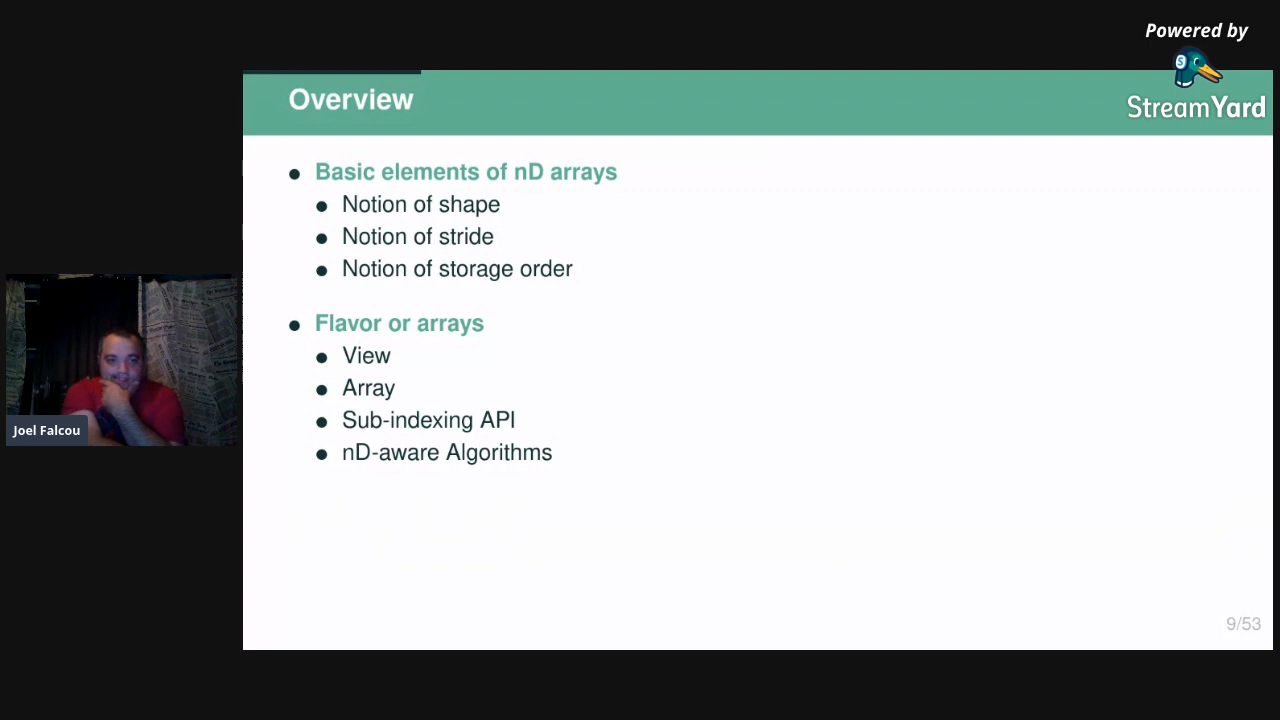 Powered by
StreamYard
Overview
Basic elements of nD arrays
Notion of shape
Notion of stride
Notion of storage order
Flavor or arrays
View
Array
Sub-indexing API
nD-aware Algorithms
Joel Falcou
9/53